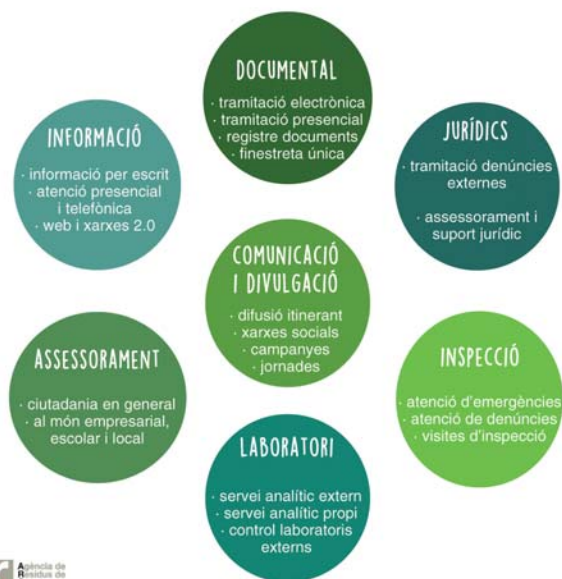 DOCUMENTAL
· tramitació electrònica
· tramitació presencial
· registre documents
· finestreta única
INFORMACIÓ
· informació per escrit
· atenció presencial
i telefònica
· web i xarxes 2.0
JURÍDICS
· tramitació denúncies
externes
· assessorament i
suport jurídic
COMUNICACIÓ
I DIVULGACIÓ
· difusió itinerant
· xarxes socials
· campanyes
· jornades
ASSESSORAMENT
· ciutadania en general
· al món empresarial,
escolar i local
INSPECCIÓ
· atenció d'emergències
· atenció de denúncies
· visites d'inspecció
LABORATORI
· servei analític extern
· servei analític propi
· control laboratoris
externs
Agència de
Residus de